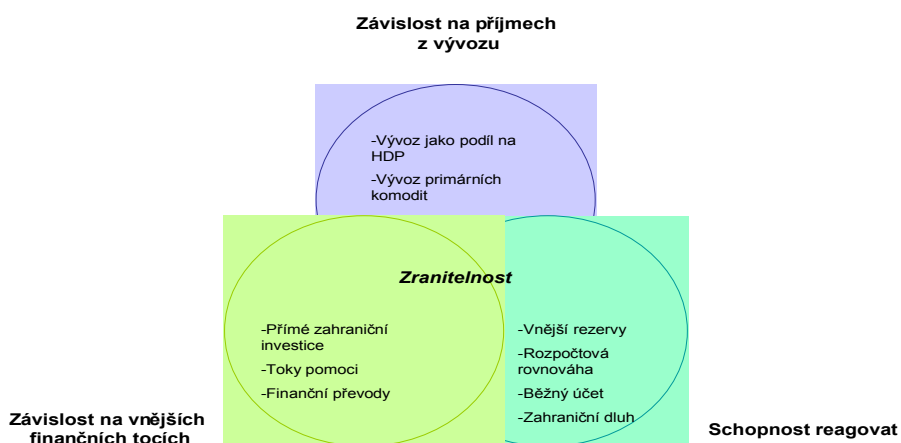 Závislost na příjmech
z vývozu
-Vývoz jako podíl na
HDP
-Vývoz primárních
komodit
Zranitelnost
-Přímé zahraniční
investice
-Toky pomoci
-Finanční převody
-Vnější rezervy
-Rozpočtová
rovnováha
-Běžný účet
-Zahraniční dluh
Závislost na vnějších
finančních tocích
Schopnost reagovat